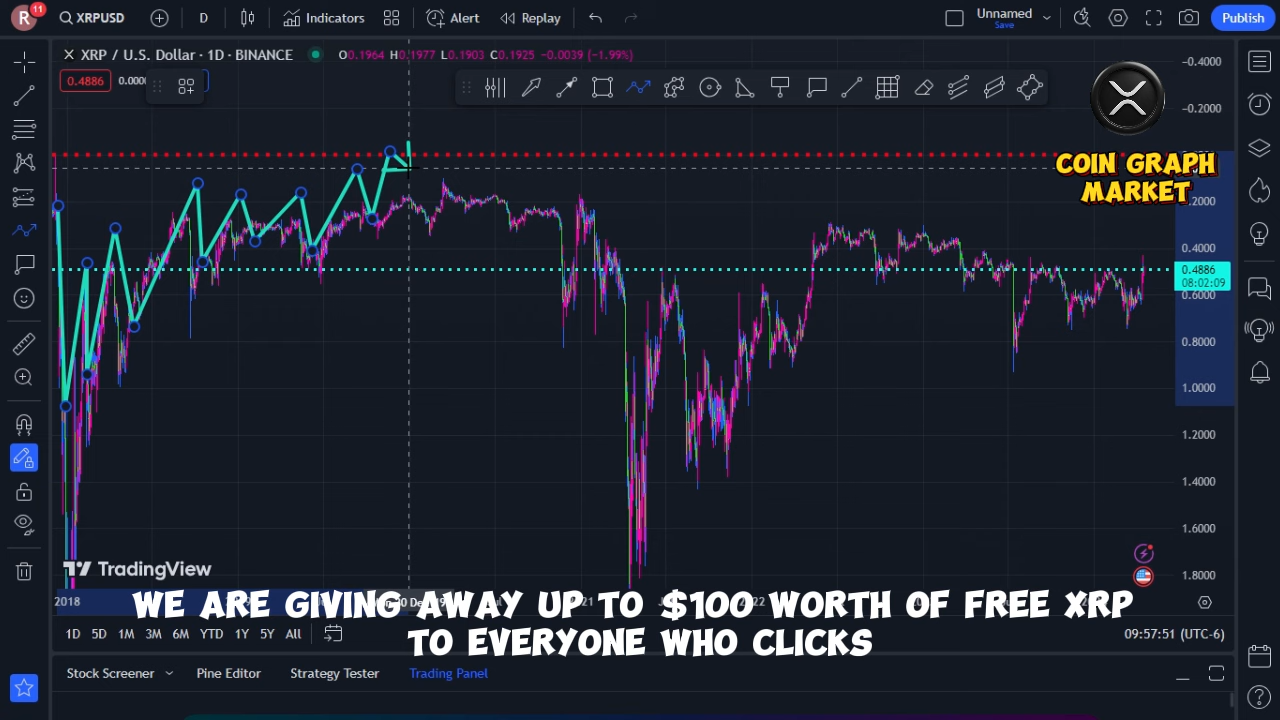 R
11
XRPUSD
D
Indicators
Alert
Replay
Unnamed
Save
Publish
XRP / U.S. Dollar · 1D · BINANCE
O0.1964 H0.1977 L0.1903 C0.1925 -0.0039 (-1.99%)
0.4886
-0.4000
-0.2000
COIN GRAPH
MARKET
0.4000
0.4886
08:02:09
0.6000
0.8000
1.0000
1.2000
1.4000
1.6000
1.8000
TradingView
2018
2022
WE ARE GIVING AWAY UP TO $100 WORTH OF FREE XRP
TO EVERYONE WHO CLICKS
1D 5D 1M 3M 6M YTD 1Y 5Y All
09:57:51 (UTC-6)
Stock Screener
Pine Editor
Strategy Tester
Trading Panel